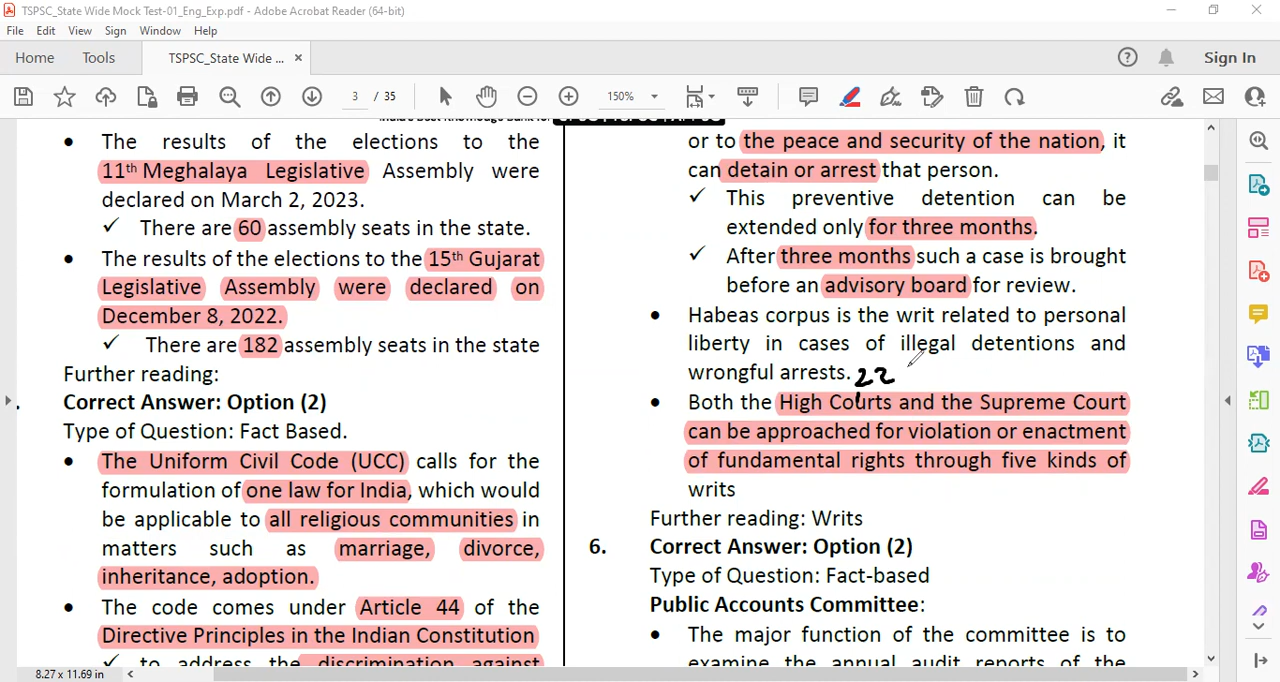 TSPSC_State Wide Mock Test-01_Eng_Exp.pdf - Adobe Acrobat Reader (64-bit)
File Edit View Sign Window Help
Home Tools TSPSC_State Wide ... × Sign In
3 / 35 150%
The results of the elections to the
11th Meghalaya Legislative Assembly were
declared on March 2, 2023.
✓ There are 60 assembly seats in the state.
• The results of the elections to the 15th Gujarat
Legislative Assembly were declared on
December 8, 2022.
✓ There are 182 assembly seats in the state
Further reading:
Correct Answer: Option (2)
Type of Question: Fact Based.
• The Uniform Civil Code (UCC) calls for the
formulation of one law for India, which would
be applicable to all religious communities in
matters such as marriage, divorce,
inheritance, adoption.
• The code comes under Article 44 of the
Directive Principles in the Indian Constitution
✓ to address the discrimination against
or to the peace and security of the nation, it
can detain or arrest that person.
✓ This preventive detention can be
extended only for three months.
✓ After three months such a case is brought
before an advisory board for review.
• Habeas corpus is the writ related to personal
liberty in cases of illegal detentions and
wrongful arrests. 22
• Both the High Courts and the Supreme Court
can be approached for violation or enactment
of fundamental rights through five kinds of
writs
Further reading: Writs
6. Correct Answer: Option (2)
Type of Question: Fact-based
Public Accounts Committee:
• The major function of the committee is to
examine the annual audit reports of the
8.27 x 11.69 in